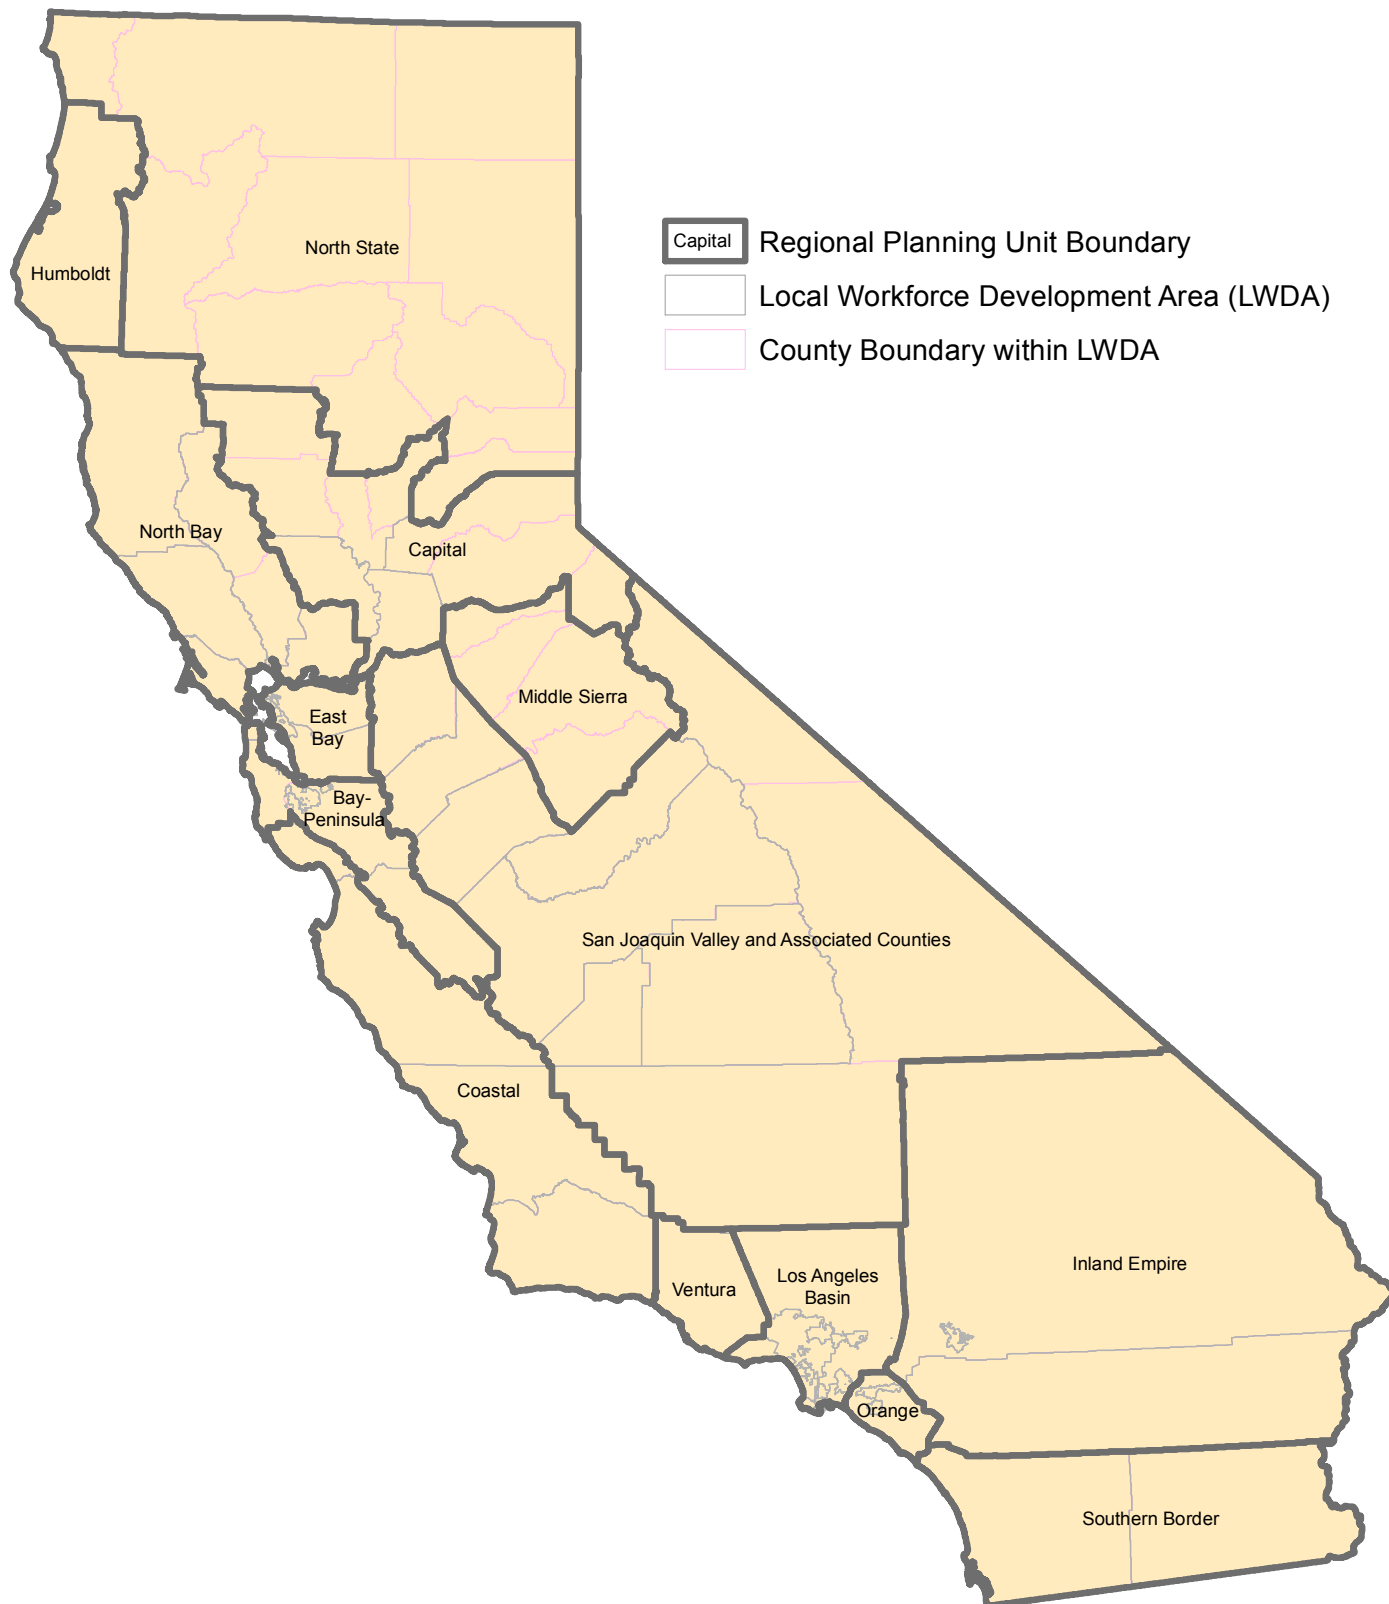 North State
Humboldt
Capital
Regional Planning Unit Boundary
Local Workforce Development Area (LWDA)
County Boundary within LWDA
North Bay
Capital
Middle Sierra
East
Bay
Bay-
Peninsula
San Joaquin Valley and Associated Counties
Coastal
Inland Empire
Ventura
Los Angeles
Basin
Orange
Southern Border